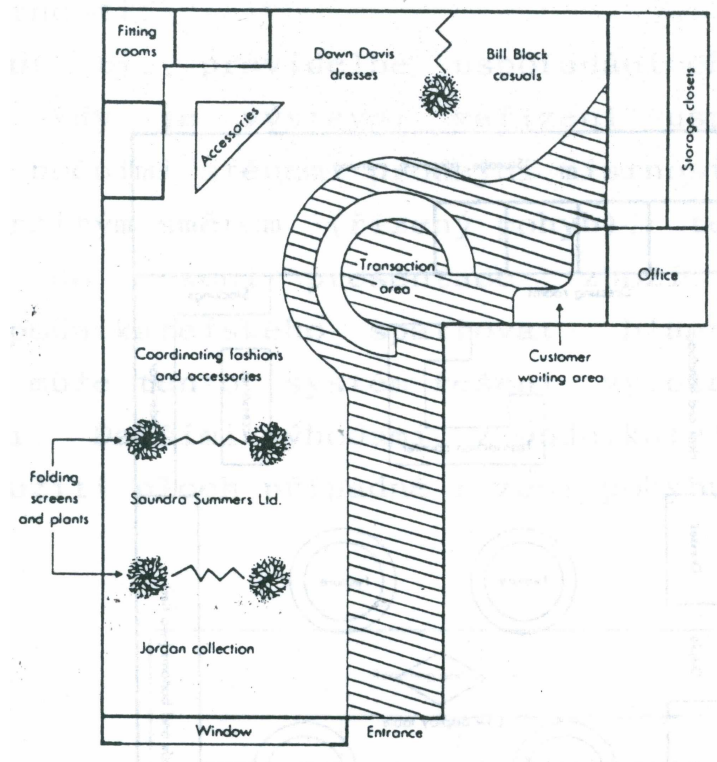 Fitting
rooms
Dawn Davis
dresses
Bill Black
casuals
Storage closets
Accessories
Transaction
area
Office
Coordinating fashions
and accessories
Customer
waiting area
Folding
screens
and plants
Saundra Summers Ltd.
Jordan collection
Window
Entrance